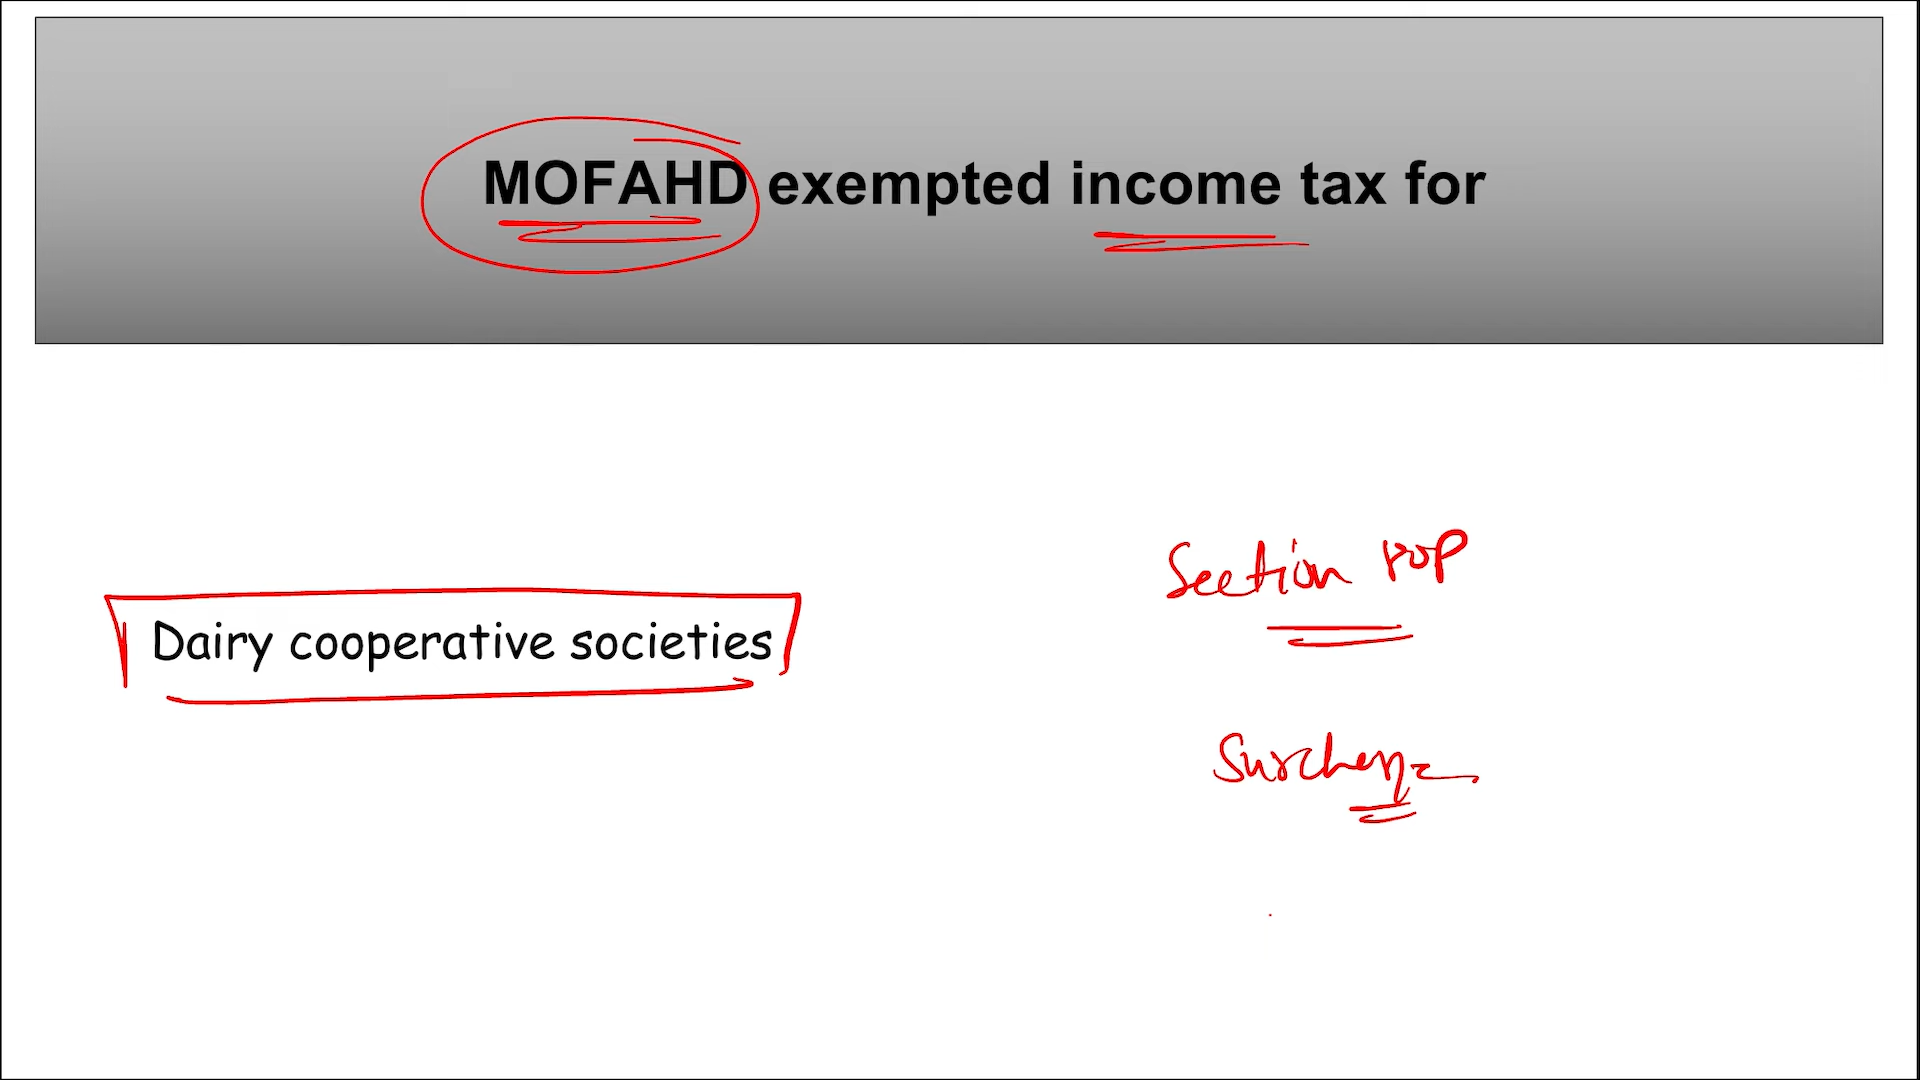 MOFAHD exempted income tax for
Section 80P
Dairy cooperative societies
Surcharge